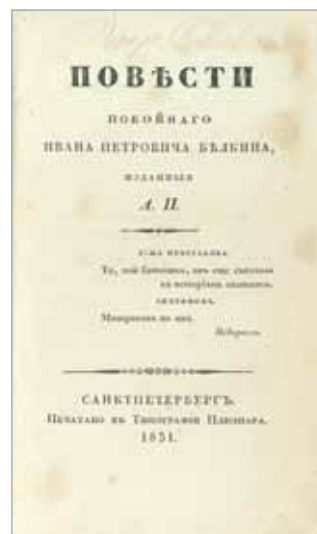 ПОВѢСТИ
ПОКОЙНАГО
ИВАНА ПЕТРОВИЧА БѢЛКИНА,
ИЗДАННЫЯ
А. П.
Г-ЖА ПРОСТАКОВА.
То, мой батюшка, онъ еще сызмала
къ исторіямъ охотникъ.
СКОТИНИНЪ.
Митрофанъ по мнѣ.
Недоросль.
САНКТПЕТЕРБУРГЪ.
Печатано въ Типографіи Плюшара.
1831.